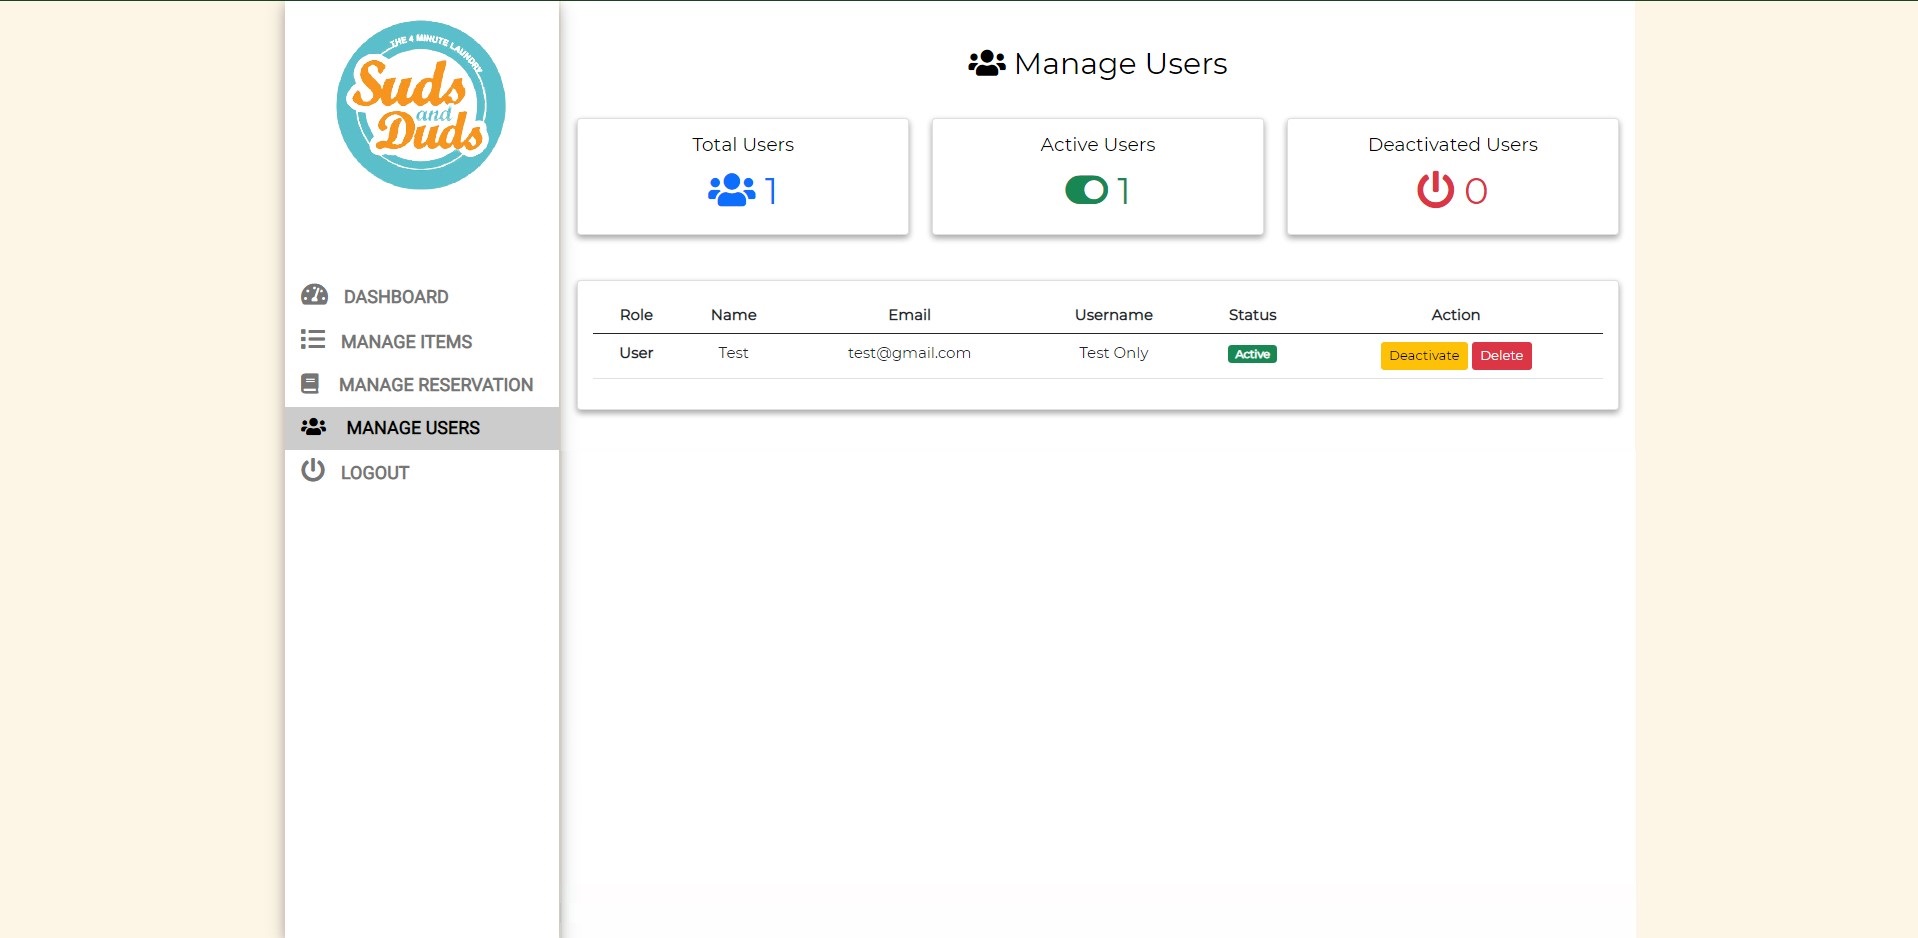 THE 4 MINUTE LAUNDRY
Suds
and
Duds
DASHBOARD
MANAGE ITEMS
MANAGE RESERVATION
MANAGE USERS
LOGOUT
Manage Users
Total Users
1
Active Users
1
Deactivated Users
0
Role Name Email Username Status Action
User Test test@gmail.com Test Only Active Deactivate Delete